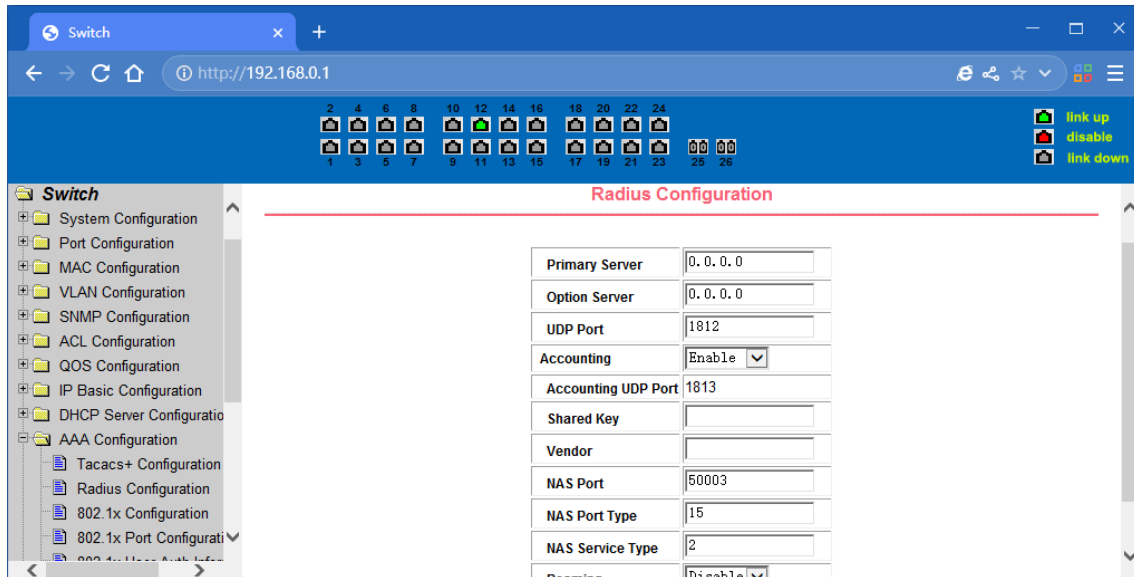 Switch
http://192.168.0.1
2 4 6 8 10 12 14 16 18 20 22 24
1 3 5 7 9 11 13 15 17 19 21 23 25 26
link up
disable
link down
Switch
System Configuration
Port Configuration
MAC Configuration
VLAN Configuration
SNMP Configuration
ACL Configuration
QOS Configuration
IP Basic Configuration
DHCP Server Configuratio
AAA Configuration
Tacacs+ Configuration
Radius Configuration
802.1x Configuration
802.1x Port Configurati
Radius Configuration
Primary Server 0.0.0.0
Option Server 0.0.0.0
UDP Port 1812
Accounting Enable
Accounting UDP Port 1813
Shared Key
Vendor
NAS Port 50003
NAS Port Type 15
NAS Service Type 2
Roaming Disable